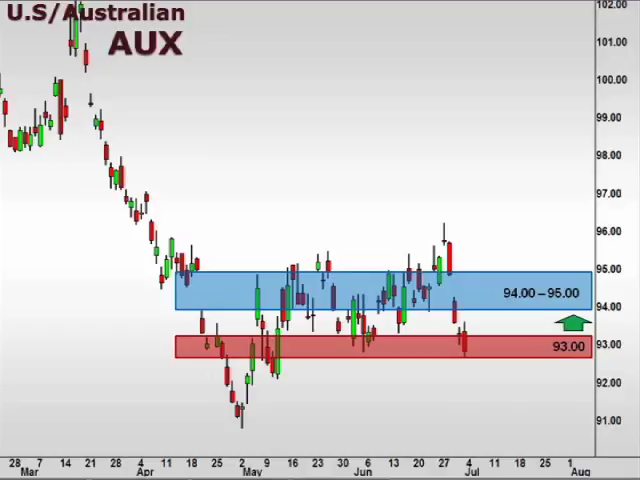 U.S/Australian
AUX
102.00
101.00
100.00
99.00
98.00
97.00
96.00
95.00
94.00
93.00
92.00
91.00
94.00 – 95.00
93.00
28 7 14 21 28 4 11 18 25 2 9 16 23 30 6 13 20 27 4 11 18 25 1
Mar Apr May Jun Jul Aug